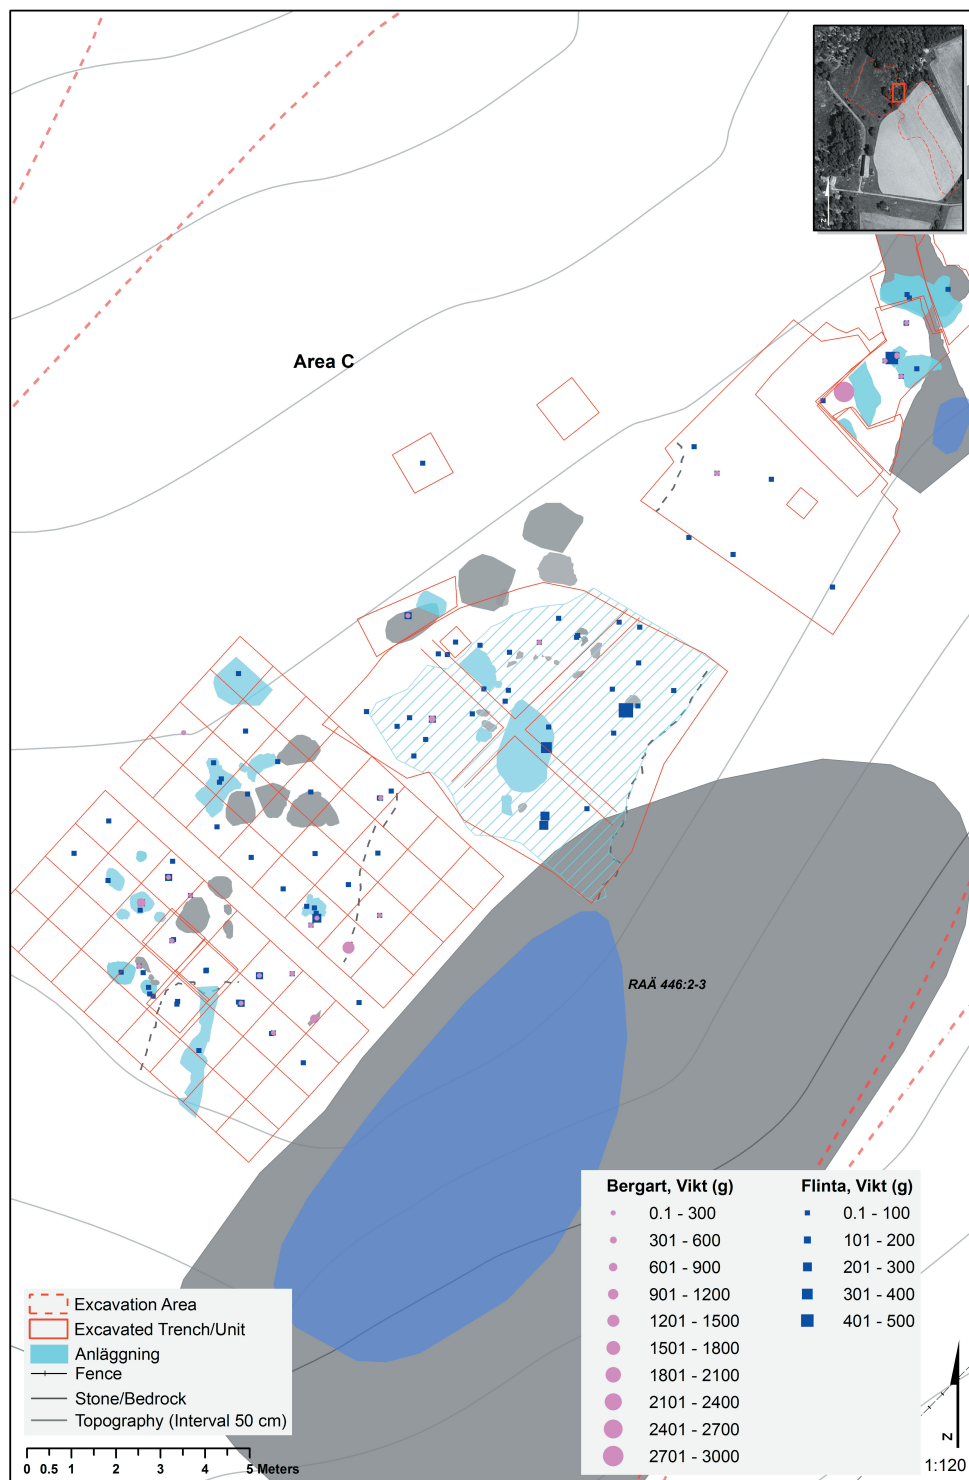 Area C
RAÄ 446:2-3
Bergart, Vikt (g)
0.1 - 300
301 - 600
601 - 900
901 - 1200
1201 - 1500
1501 - 1800
1801 - 2100
2101 - 2400
2401 - 2700
2701 - 3000
Flinta, Vikt (g)
0.1 - 100
101 - 200
201 - 300
301 - 400
401 - 500
Excavation Area
Excavated Trench/Unit
Anläggning
Fence
Stone/Bedrock
Topography (Interval 50 cm)
0 0.5 1 2 3 4 5 Meters
N
1:120